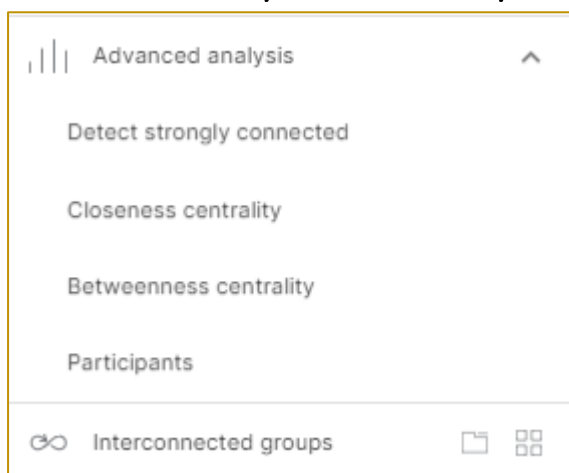 Advanced analysis
Detect strongly connected
Closeness centrality
Betweenness centrality
Participants
Interconnected groups